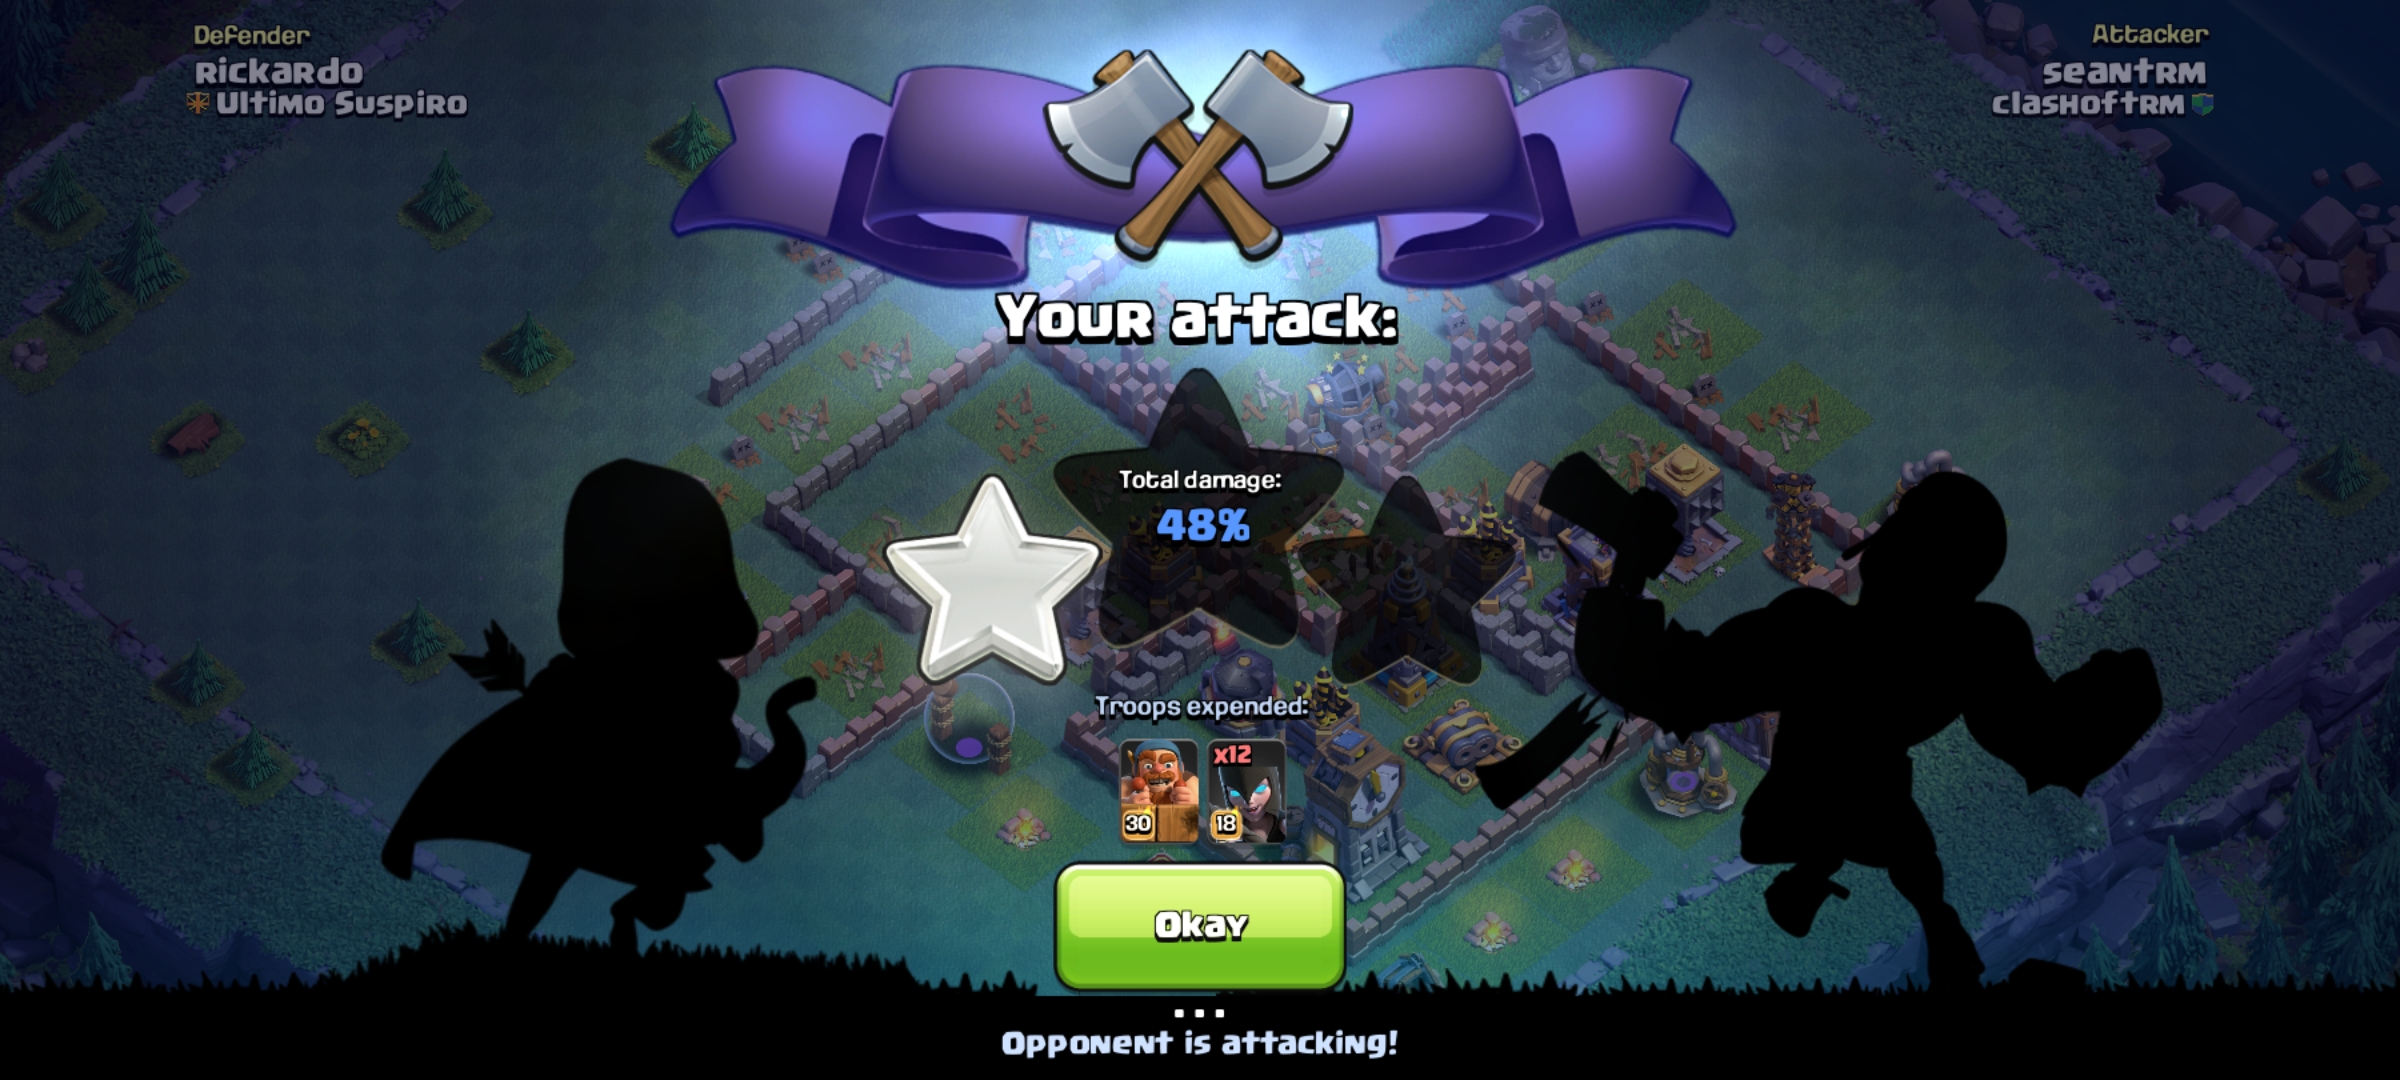 Defender
Rickardo
Ultimo Suspiro
Attacker
seantrm
clashoftrm
Your attack:
Total damage:
48%
Troops expended:
x12
30
18
Okay
...
Opponent is attacking!